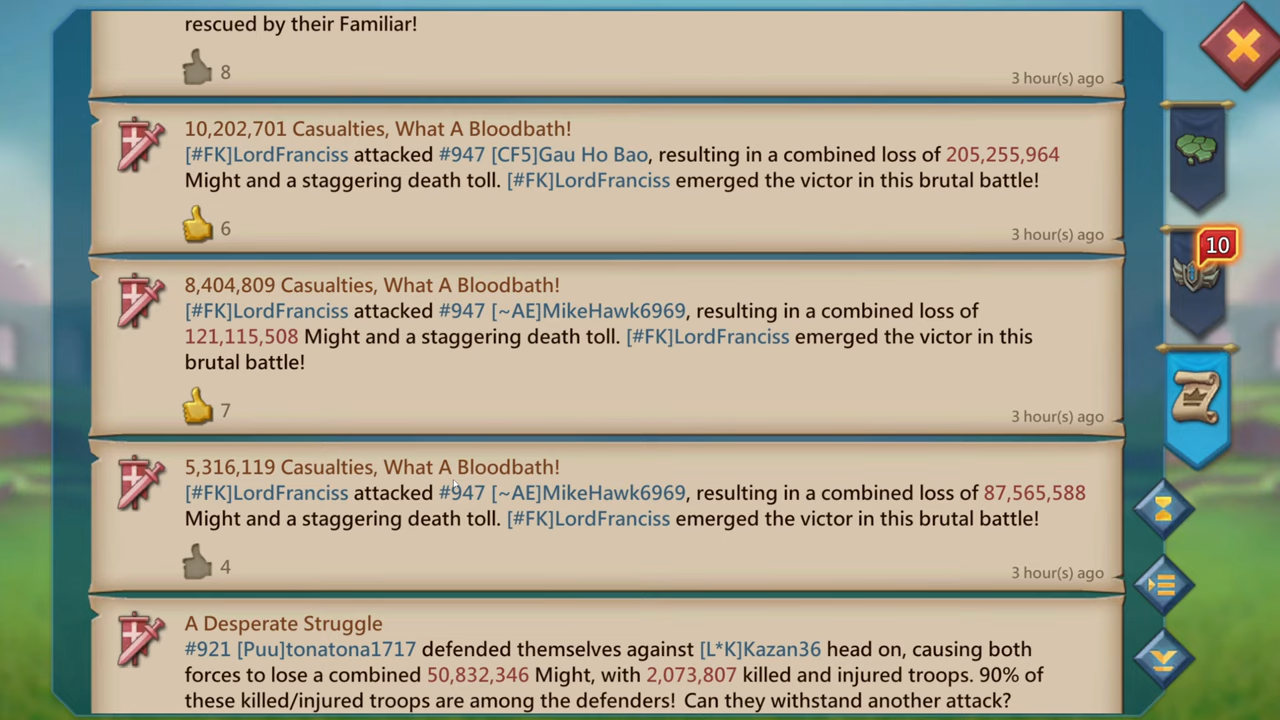 rescued by their Familiar!
8
3 hour(s) ago
10,202,701 Casualties, What A Bloodbath!
[#FK]LordFranciss attacked #947 [CF5]Gau Ho Bao, resulting in a combined loss of 205,255,964
Might and a staggering death toll. [#FK]LordFranciss emerged the victor in this brutal battle!
6
3 hour(s) ago
10
8,404,809 Casualties, What A Bloodbath!
[#FK]LordFranciss attacked #947 [~AE]MikeHawk6969, resulting in a combined loss of
121,115,508 Might and a staggering death toll. [#FK]LordFranciss emerged the victor in this
brutal battle!
7
3 hour(s) ago
5,316,119 Casualties, What A Bloodbath!
[#FK]LordFranciss attacked #947 [~AE]MikeHawk6969, resulting in a combined loss of 87,565,588
Might and a staggering death toll. [#FK]LordFranciss emerged the victor in this brutal battle!
4
3 hour(s) ago
A Desperate Struggle
#921 [Puu]tonatona1717 defended themselves against [L*K]Kazan36 head on, causing both
forces to lose a combined 50,832,346 Might, with 2,073,807 killed and injured troops. 90% of
these killed/injured troops are among the defenders! Can they withstand another attack?